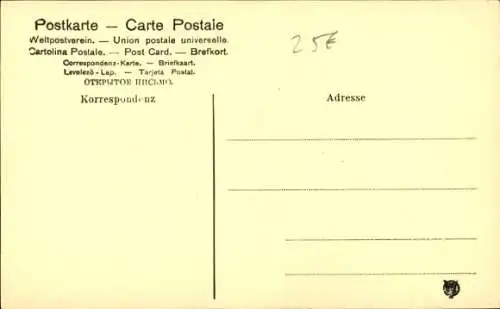 Postkarte — Carte Postale
Weltpostverein. — Union postale universelle.
Cartolina Postale. — Post Card. — Brefkort.
Correspondenz-Karte. — Briefkaart.
Levelező-Lap. — Tarjeta Postal.
ОТКРЫТОЕ ПИСЬМО.
25€
Korrespondenz
Adresse